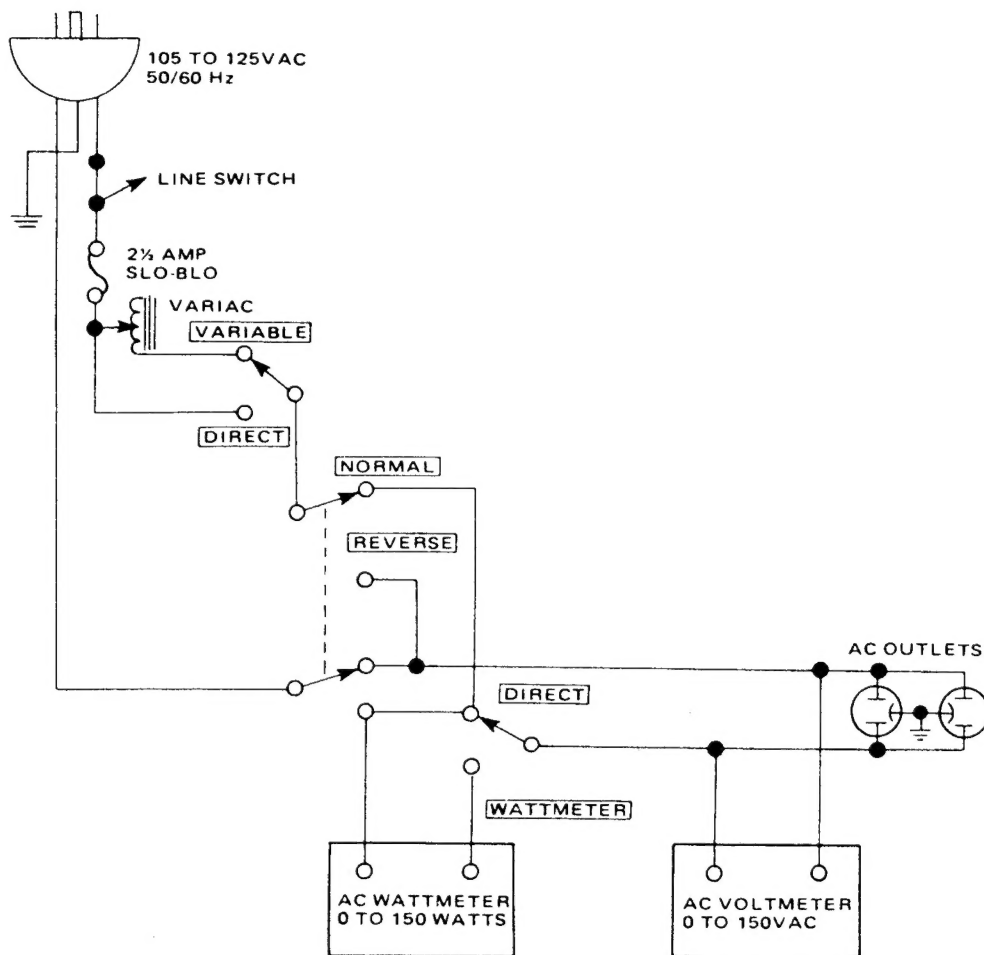 105 TO 125VAC
50/60 Hz
LINE SWITCH
2½ AMP
SLO-BLO
VARIAC
VARIABLE
DIRECT
NORMAL
REVERSE
AC OUTLETS
DIRECT
WATTMETER
AC WATTMETER
0 TO 150 WATTS
AC VOLTMETER
0 TO 150VAC